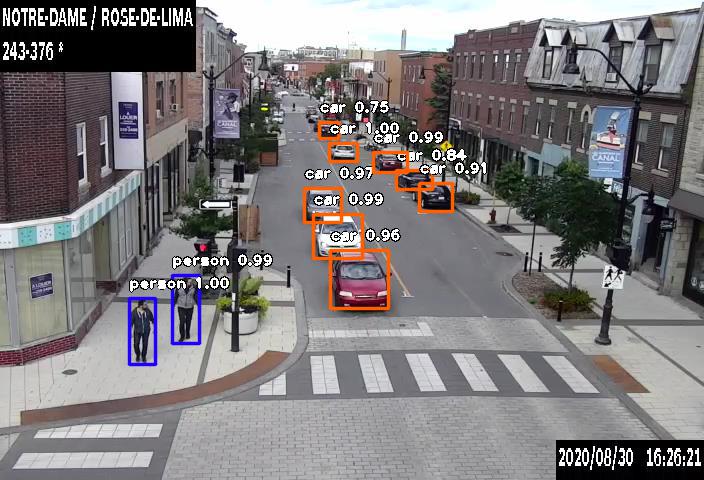 NOTRE-DAME / ROSE-DE-LIMA
243-376 *
car 0.75
car 1.00
car 0.99
car 0.84
car 0.91
car 0.97
car 0.99
car 0.96
person 0.99
person 1.00
À LOUER
CANAL
CANAL
À LOUER
2020/08/30 16:26:21